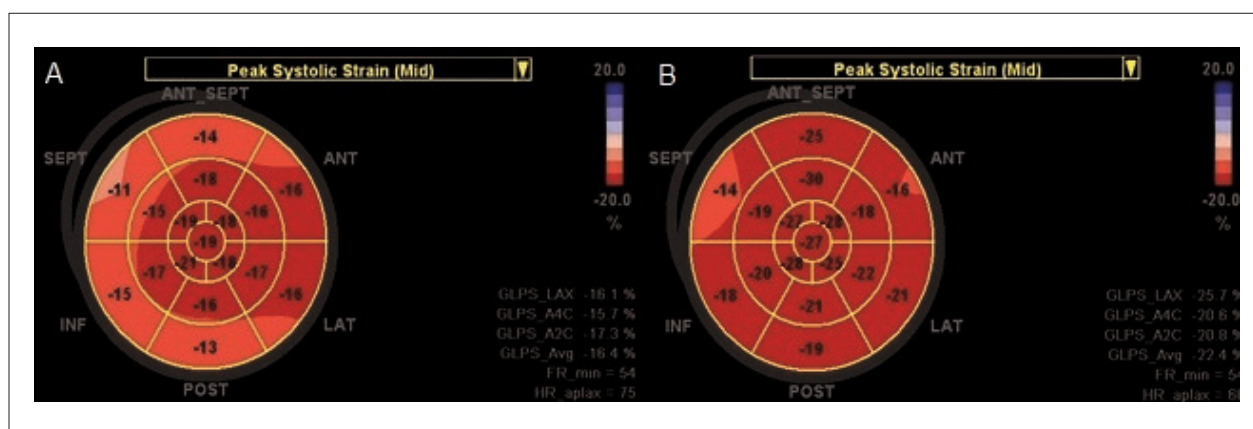 A
Peak Systolic Strain (Mid)
20.0
ANT_SEPT
-14
SEPT
ANT
-11
-18
-16
-15
-16
-19
-18
-20.0
-19
%
-21
-18
-17
-17
-15
-16
-16
INF
LAT
-13
POST
GLPS_LAX -16.1 %
GLPS_A4C -15.7 %
GLPS_A2C -17.3 %
GLPS_Avg -16.4 %
FR_min = 54
HR_aplax = 75
B
Peak Systolic Strain (Mid)
20.0
ANT_SEPT
-25
SEPT
ANT
-14
-30
-16
-19
-18
-27
-28
-20.0
-27
%
-28
-25
-20
-22
-18
-21
-21
INF
LAT
-19
POST
GLPS_LAX -25.7 %
GLPS_A4C -20.6 %
GLPS_A2C -20.8 %
GLPS_Avg -22.4 %
FR_min = 54
HR_aplax =